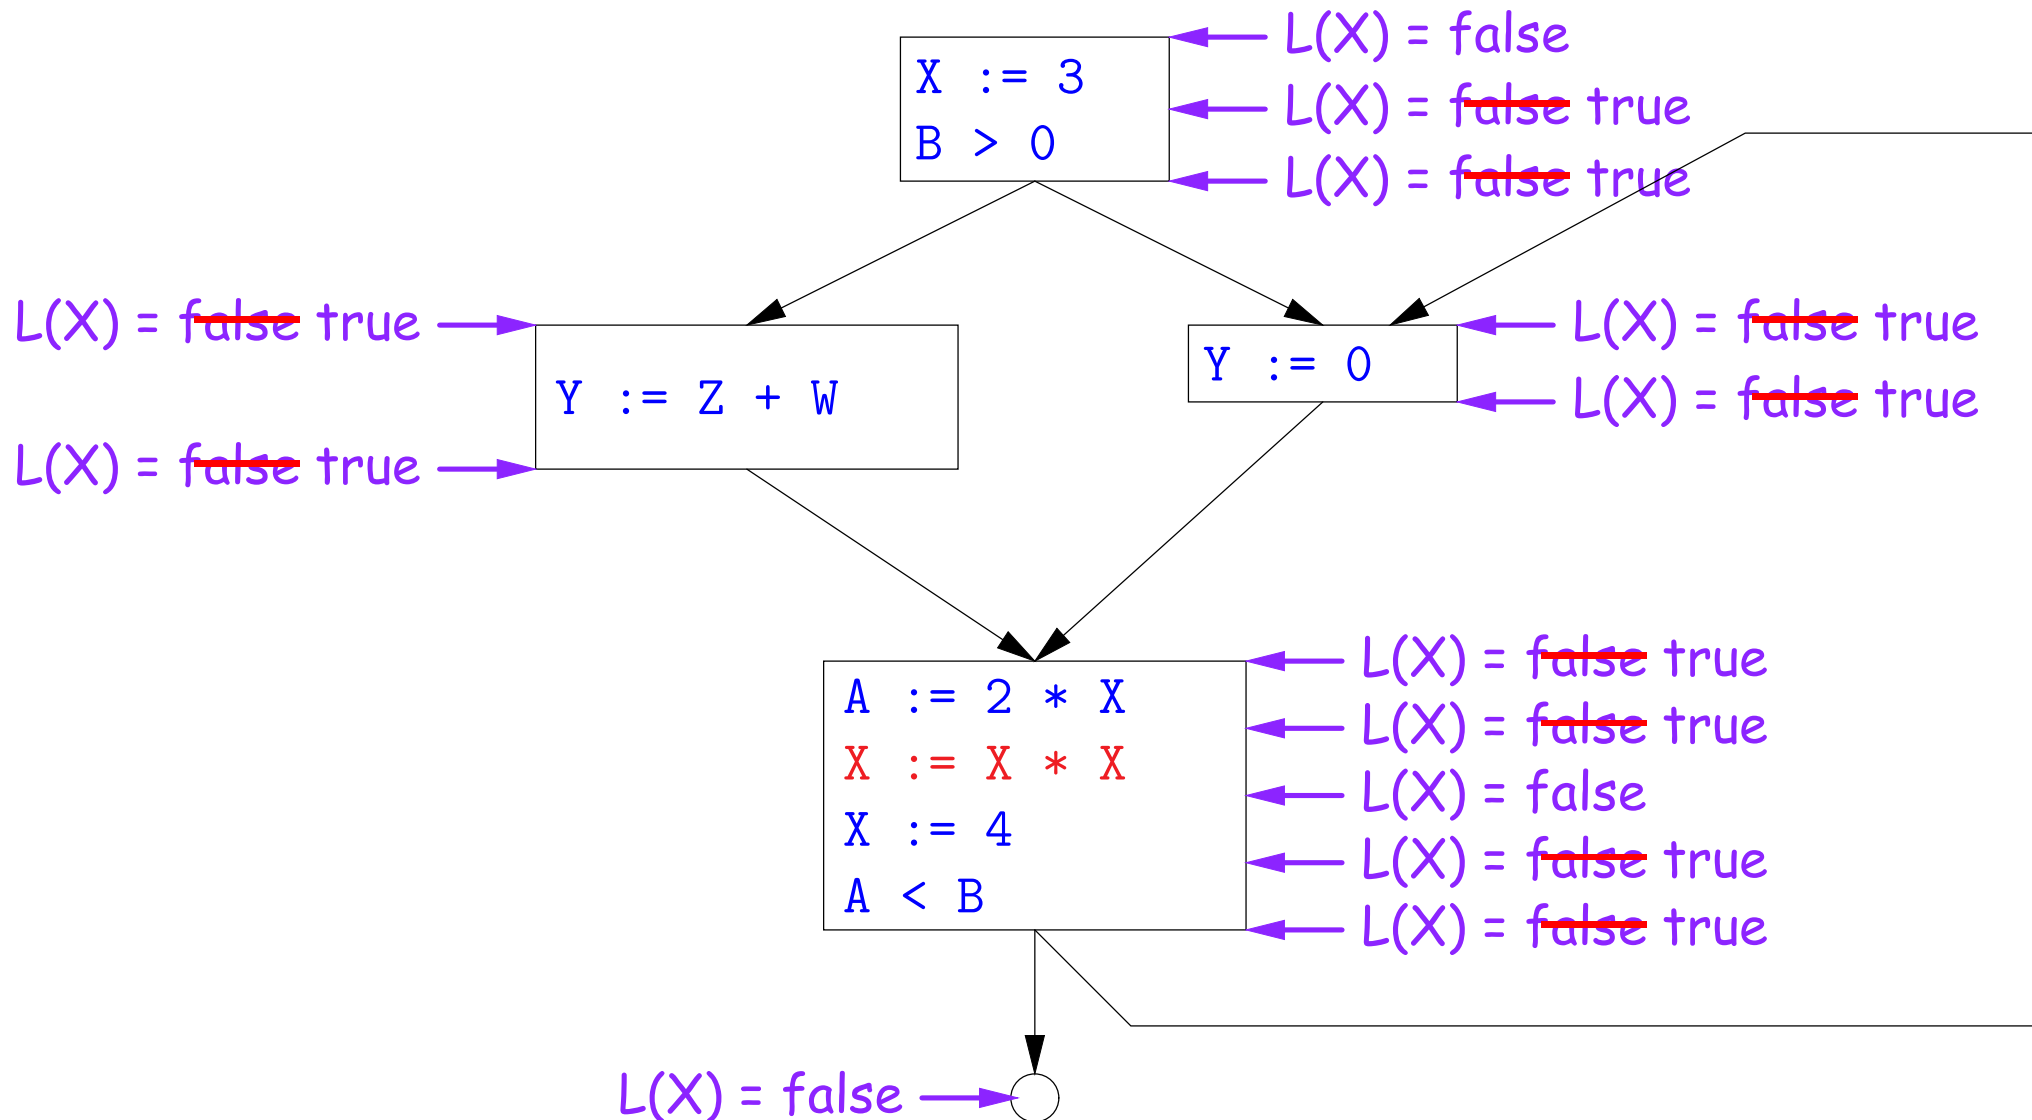 L(X) = false
X := 3
L(X) = false true
B > 0
L(X) = false true
L(X) = false true
L(X) = false true
Y := 0
Y := Z + W
L(X) = false true
L(X) = false true
L(X) = false true
A := 2 * X
L(X) = false true
X := X * X
L(X) = false
X := 4
L(X) = false true
A < B
L(X) = false true
L(X) = false